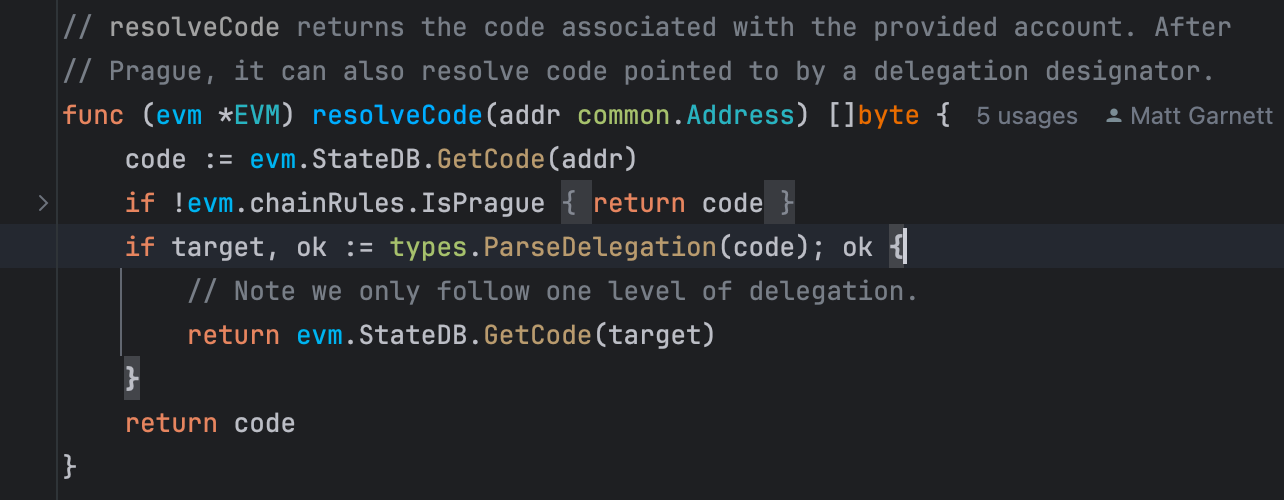 // resolveCode returns the code associated with the provided account. After
// Prague, it can also resolve code pointed to by a delegation designator.
func (evm *EVM) resolveCode(addr common.Address) []byte { 5 usages Matt Garnett
    code := evm.StateDB.GetCode(addr)
    if !evm.chainRules.IsPrague { return code }
    if target, ok := types.ParseDelegation(code); ok {
        // Note we only follow one level of delegation.
        return evm.StateDB.GetCode(target)
    }
    return code
}